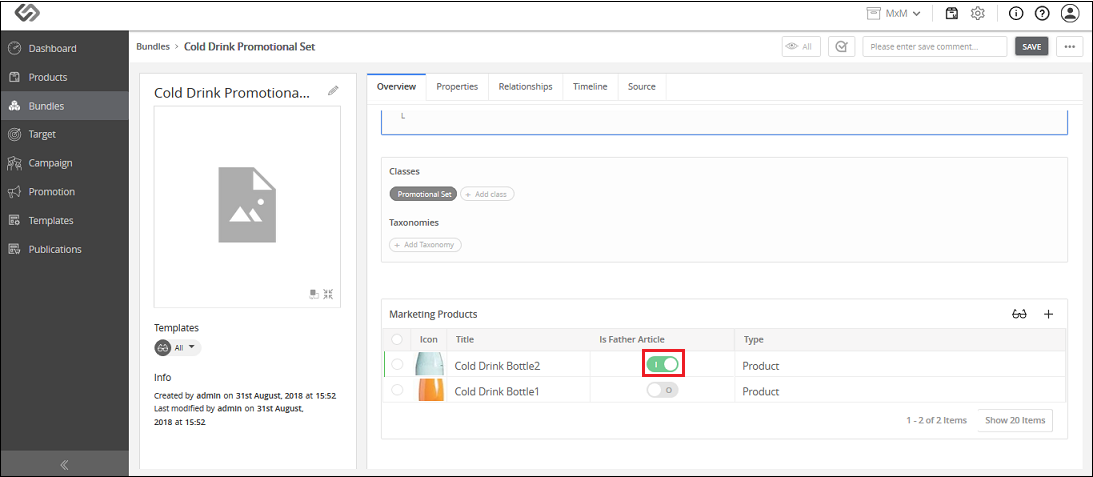 MxM
Dashboard
Products
Bundles
Target
Campaign
Promotion
Templates
Publications
Bundles > Cold Drink Promotional Set
All
Please enter save comment...
SAVE
Cold Drink Promotiona...
Templates
All
Info
Created by admin on 31st August, 2018 at 15:52
Last modified by admin on 31st August,
2018 at 15:52
Overview Properties Relationships Timeline Source
Classes
Promotional Set + Add class
Taxonomies
+ Add Taxonomy
Marketing Products
Icon Title Is Father Article Type
Cold Drink Bottle2 Product
Cold Drink Bottle1 Product
1 - 2 of 2 Items Show 20 Items